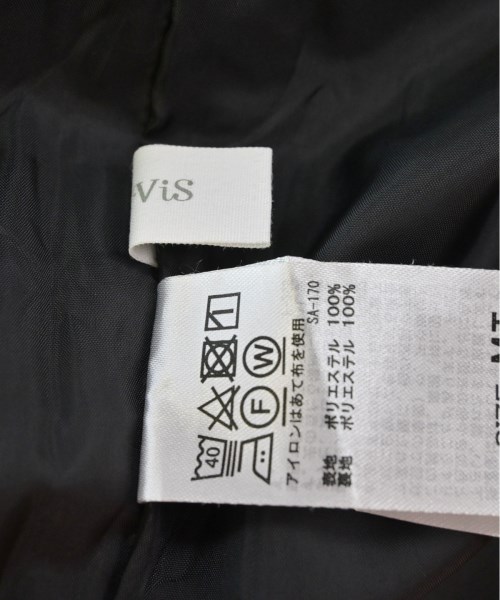 ViS
40
F
W
アイロンはあて布を使用
SA-170
表地 ポリエステル 100%
裏地 ポリエステル 100%